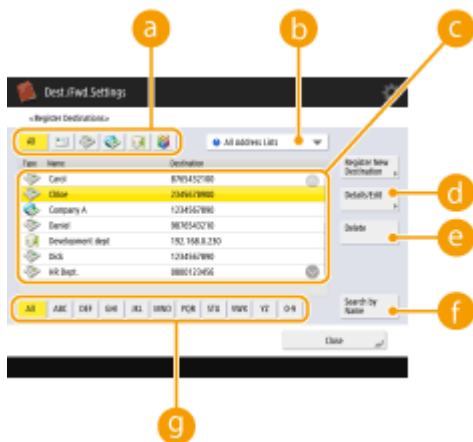 a
b
c
Dest./Fwd.Settings
<Register Destinations>
All
All Address Lists
Type Name Destination
Register New Destination
Carol 8765432100
Chloe 2345678900
Details/Edit
d
Company A 1234567890
Daniel 9876543210
Delete
e
Development dept 192.168.0.230
Dick 1234567890
HR Dept. 0800123456
All ABC DEF GHI JKL MNO PQR STU VWX YZ 0-9
Search by Name
f
Close
g